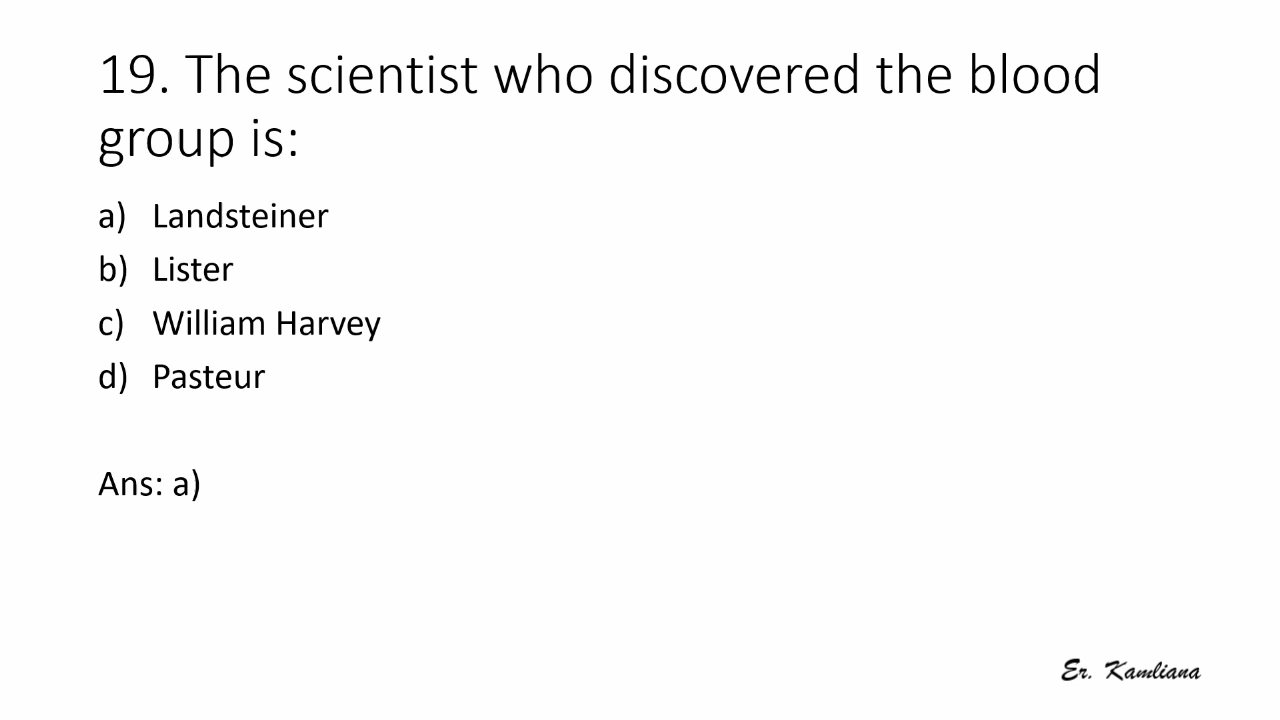 19. The scientist who discovered the blood
group is:
a) Landsteiner
b) Lister
c) William Harvey
d) Pasteur
Ans: a)
Er. Kamliana